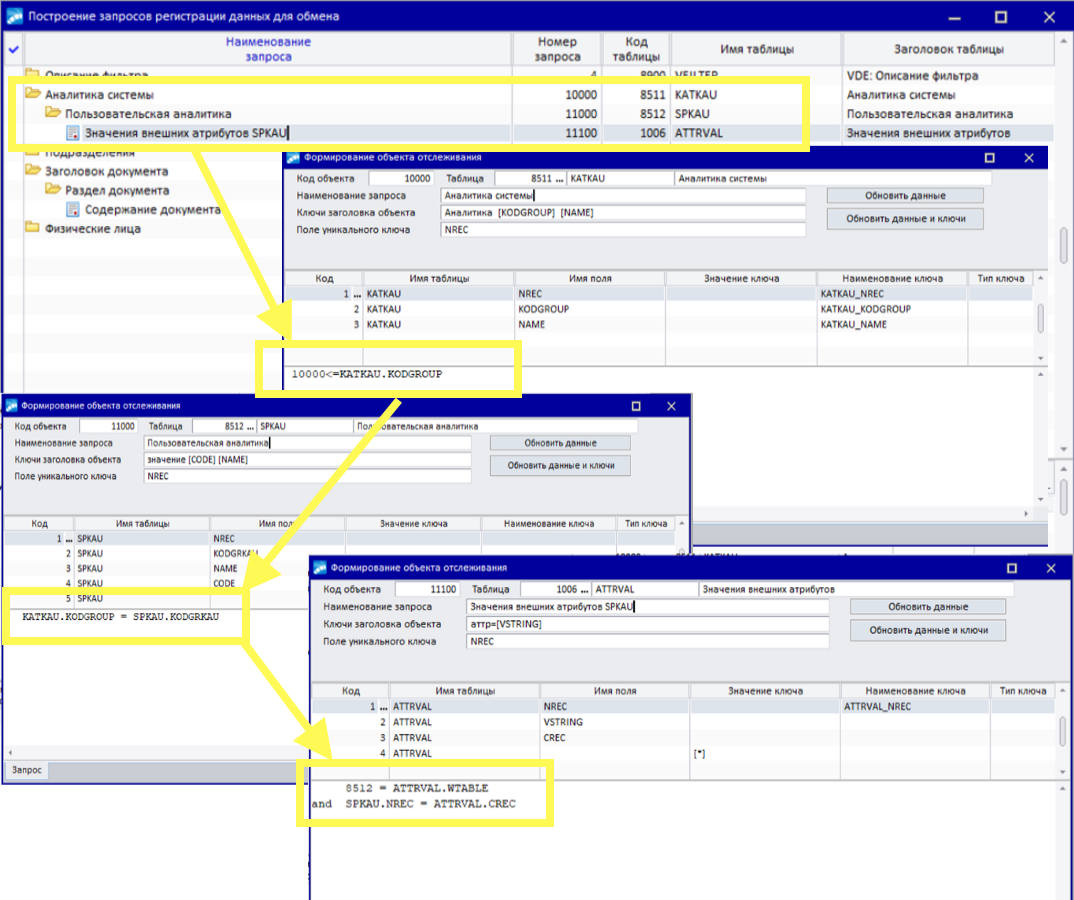 Построение запросов регистрации данных для обмена
Наименование запроса Номер запроса Код таблицы Имя таблицы Заголовок таблицы
Описание фильтра 4 8900 VFILTER VDE: Описание фильтра
Аналитика системы 10000 8511 KATKAU Аналитика системы
Пользовательская аналитика 11000 8512 SPKAU Пользовательская аналитика
Значения внешних атрибутов SPKAU 11100 1006 ATTRVAL Значения внешних атрибутов
Подразделения
Заголовок документа
Раздел документа
Содержание документа
Физические лица
Формирование объекта отслеживания
Код объекта 10000 Таблица 8511 ... KATKAU Аналитика системы
Наименование запроса Аналитика системы Обновить данные
Ключи заголовка объекта Аналитика [KODGROUP] [NAME] Обновить данные и ключи
Поле уникального ключа NREC
Код Имя таблицы Имя поля Значение ключа Наименование ключа Тип ключа
1 ... KATKAU NREC KATKAU_NREC
2 KATKAU KODGROUP KATKAU_KODGROUP
3 KATKAU NAME KATKAU_NAME
10000<=KATKAU.KODGROUP
Формирование объекта отслеживания
Код объекта 11000 Таблица 8512 ... SPKAU Пользовательская аналитика
Наименование запроса Пользовательская аналитика Обновить данные
Ключи заголовка объекта значение [CODE] [NAME] Обновить данные и ключи
Поле уникального ключа NREC
Код Имя таблицы Имя поля Значение ключа Наименование ключа Тип ключа
1 ... SPKAU NREC
2 SPKAU KODGRKAU
3 SPKAU NAME
4 SPKAU CODE
5 SPKAU
KATKAU.KODGROUP = SPKAU.KODGRKAU
Запрос
Формирование объекта отслеживания
Код объекта 11100 Таблица 1006 ... ATTRVAL Значения внешних атрибутов
Наименование запроса Значения внешних атрибутов SPKAU Обновить данные
Ключи заголовка объекта аттр=[VSTRING] Обновить данные и ключи
Поле уникального ключа NREC
Код Имя таблицы Имя поля Значение ключа Наименование ключа Тип ключа
1 ... ATTRVAL NREC ATTRVAL_NREC
2 ATTRVAL VSTRING
3 ATTRVAL CREC
4 ATTRVAL [*]
8512 = ATTRVAL.WTABLE
and SPKAU.NREC = ATTRVAL.CREC